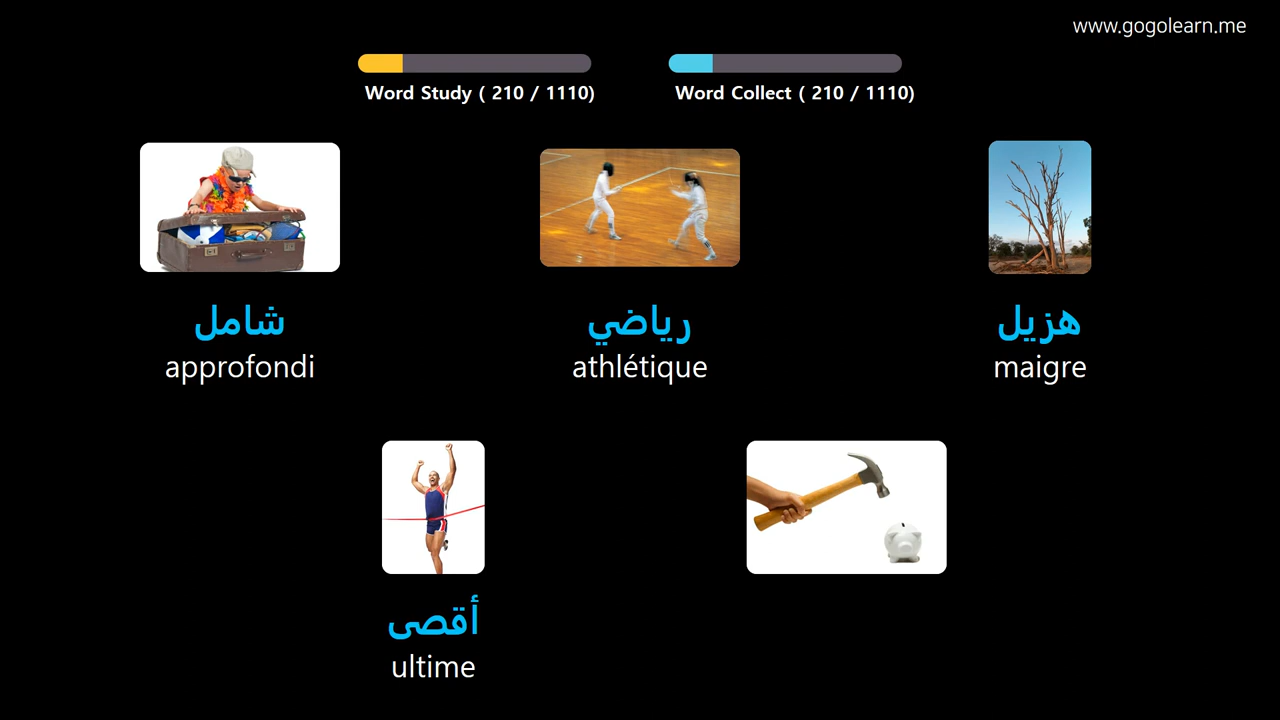 www.gogolearn.me
Word Study ( 210 / 1110)
Word Collect ( 210 / 1110)
شامل
approfondi
رياضي
athlétique
هزيل
maigre
أقصى
ultime